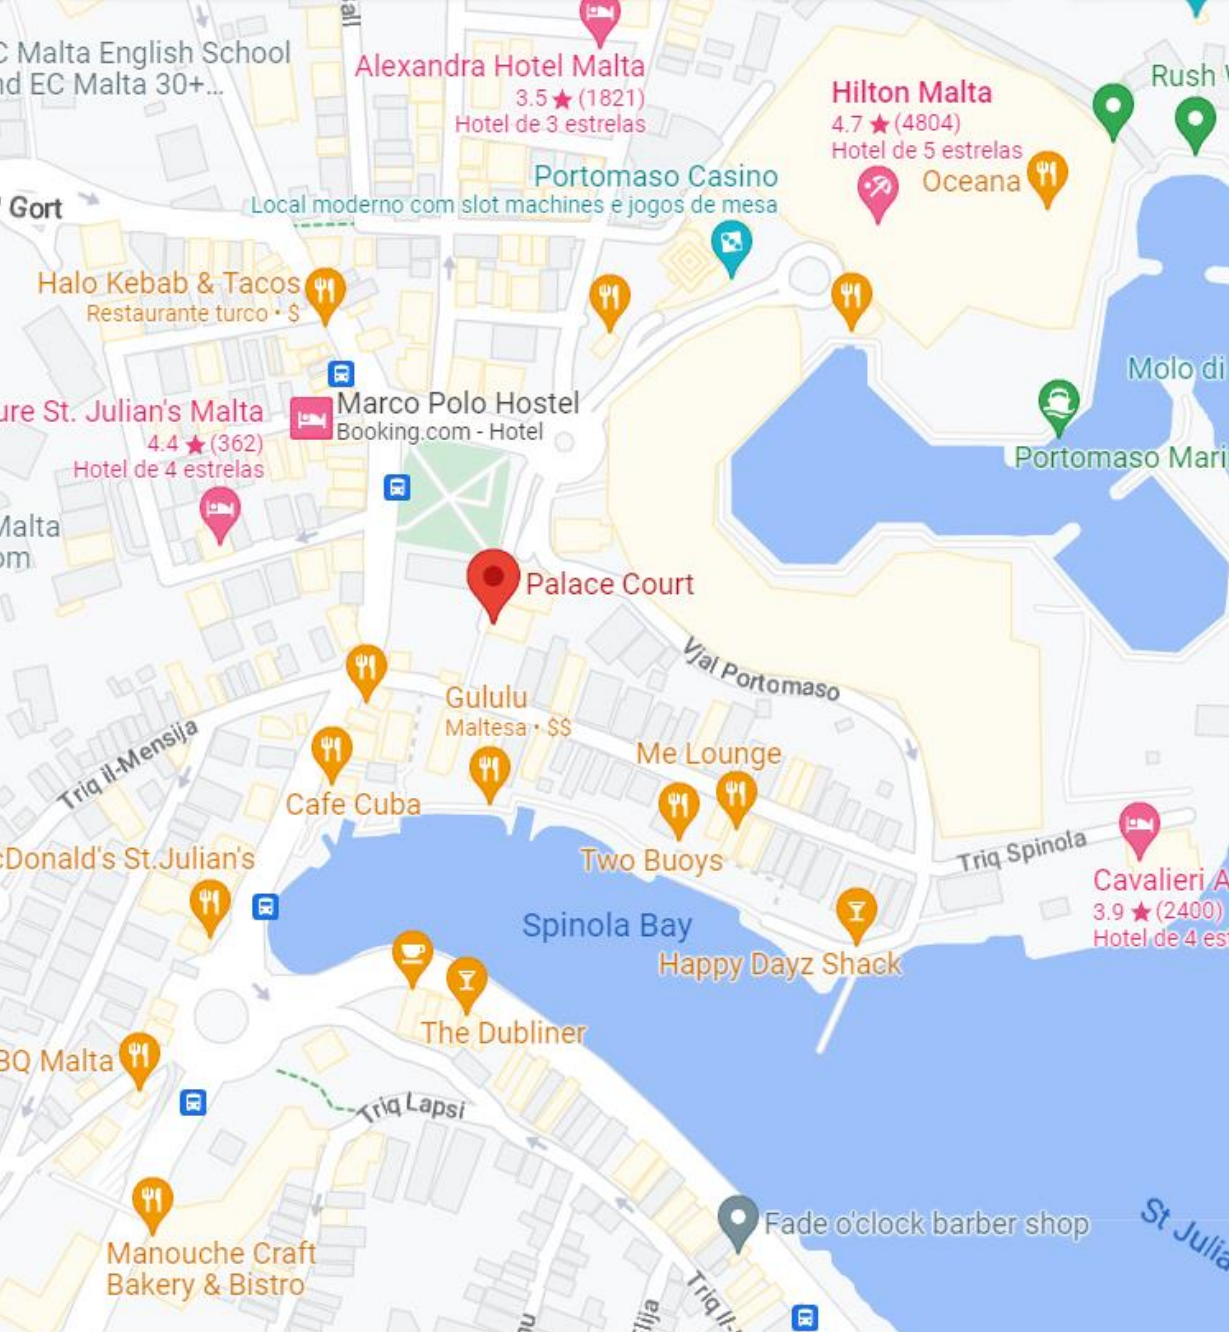 C Malta English School
nd EC Malta 30+...
all
Alexandra Hotel Malta
3.5 ★ (1821)
Hotel de 3 estrelas
Hilton Malta
4.7 ★ (4804)
Hotel de 5 estrelas
Rush
Oceana
Portomaso Casino
Local moderno com slot machines e jogos de mesa
Gort
Halo Kebab & Tacos
Restaurante turco · $
Molo di
Marco Polo Hostel
Booking.com - Hotel
ure St. Julian's Malta
4.4 ★ (362)
Hotel de 4 estrelas
Portomaso Mari
Malta
om
Palace Court
Vjal Portomaso
Gululu
Maltesa · $$
Triq il-Mensija
Me Lounge
Cafe Cuba
Two Buoys
cDonald's St.Julian's
Triq Spinola
Cavalieri A
3.9 ★ (2400)
Hotel de 4 est
Spinola Bay
Happy Dayz Shack
The Dubliner
BQ Malta
Triq Lapsi
Fade o'clock barber shop
St Julia
Manouche Craft
Bakery & Bistro
Triq Il-
lija
nu